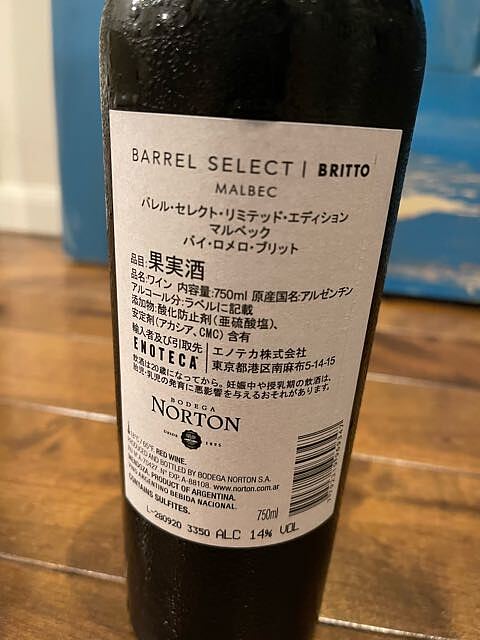 BARREL SELECT | BRITTO
MALBEC
バレル・セレクト・リミテッド・エディション
マルベック
バイ・ロメロ・ブリット
品目:果実酒
品名:ワイン 内容量:750ml 原産国名:アルゼンチン
アルコール分:ラベルに記載
添加物:酸化防止剤(亜硫酸塩)、
安定剤(アカシア、CMC) 含有
輸入者及び引取先
ENOTECA エノテカ株式会社
東京都港区南麻布5-14-15
飲酒は20歳になってから。妊娠中や授乳期の飲酒は、
胎児・乳児の発育に悪影響を与えるおそれがあります。
BODEGA
NORTON
1895
RED WINE.
PRODUCED AND BOTTLED BY BODEGA NORTON S.A.
Nº EXP. A-88108. www.norton.com.ar
MENDOZA. PRODUCT OF ARGENTINA.
VINO ARGENTINO BEBIDA NACIONAL.
CONTAINS SULFITES.
750ml
L-280920 3350 ALC 14% VOL